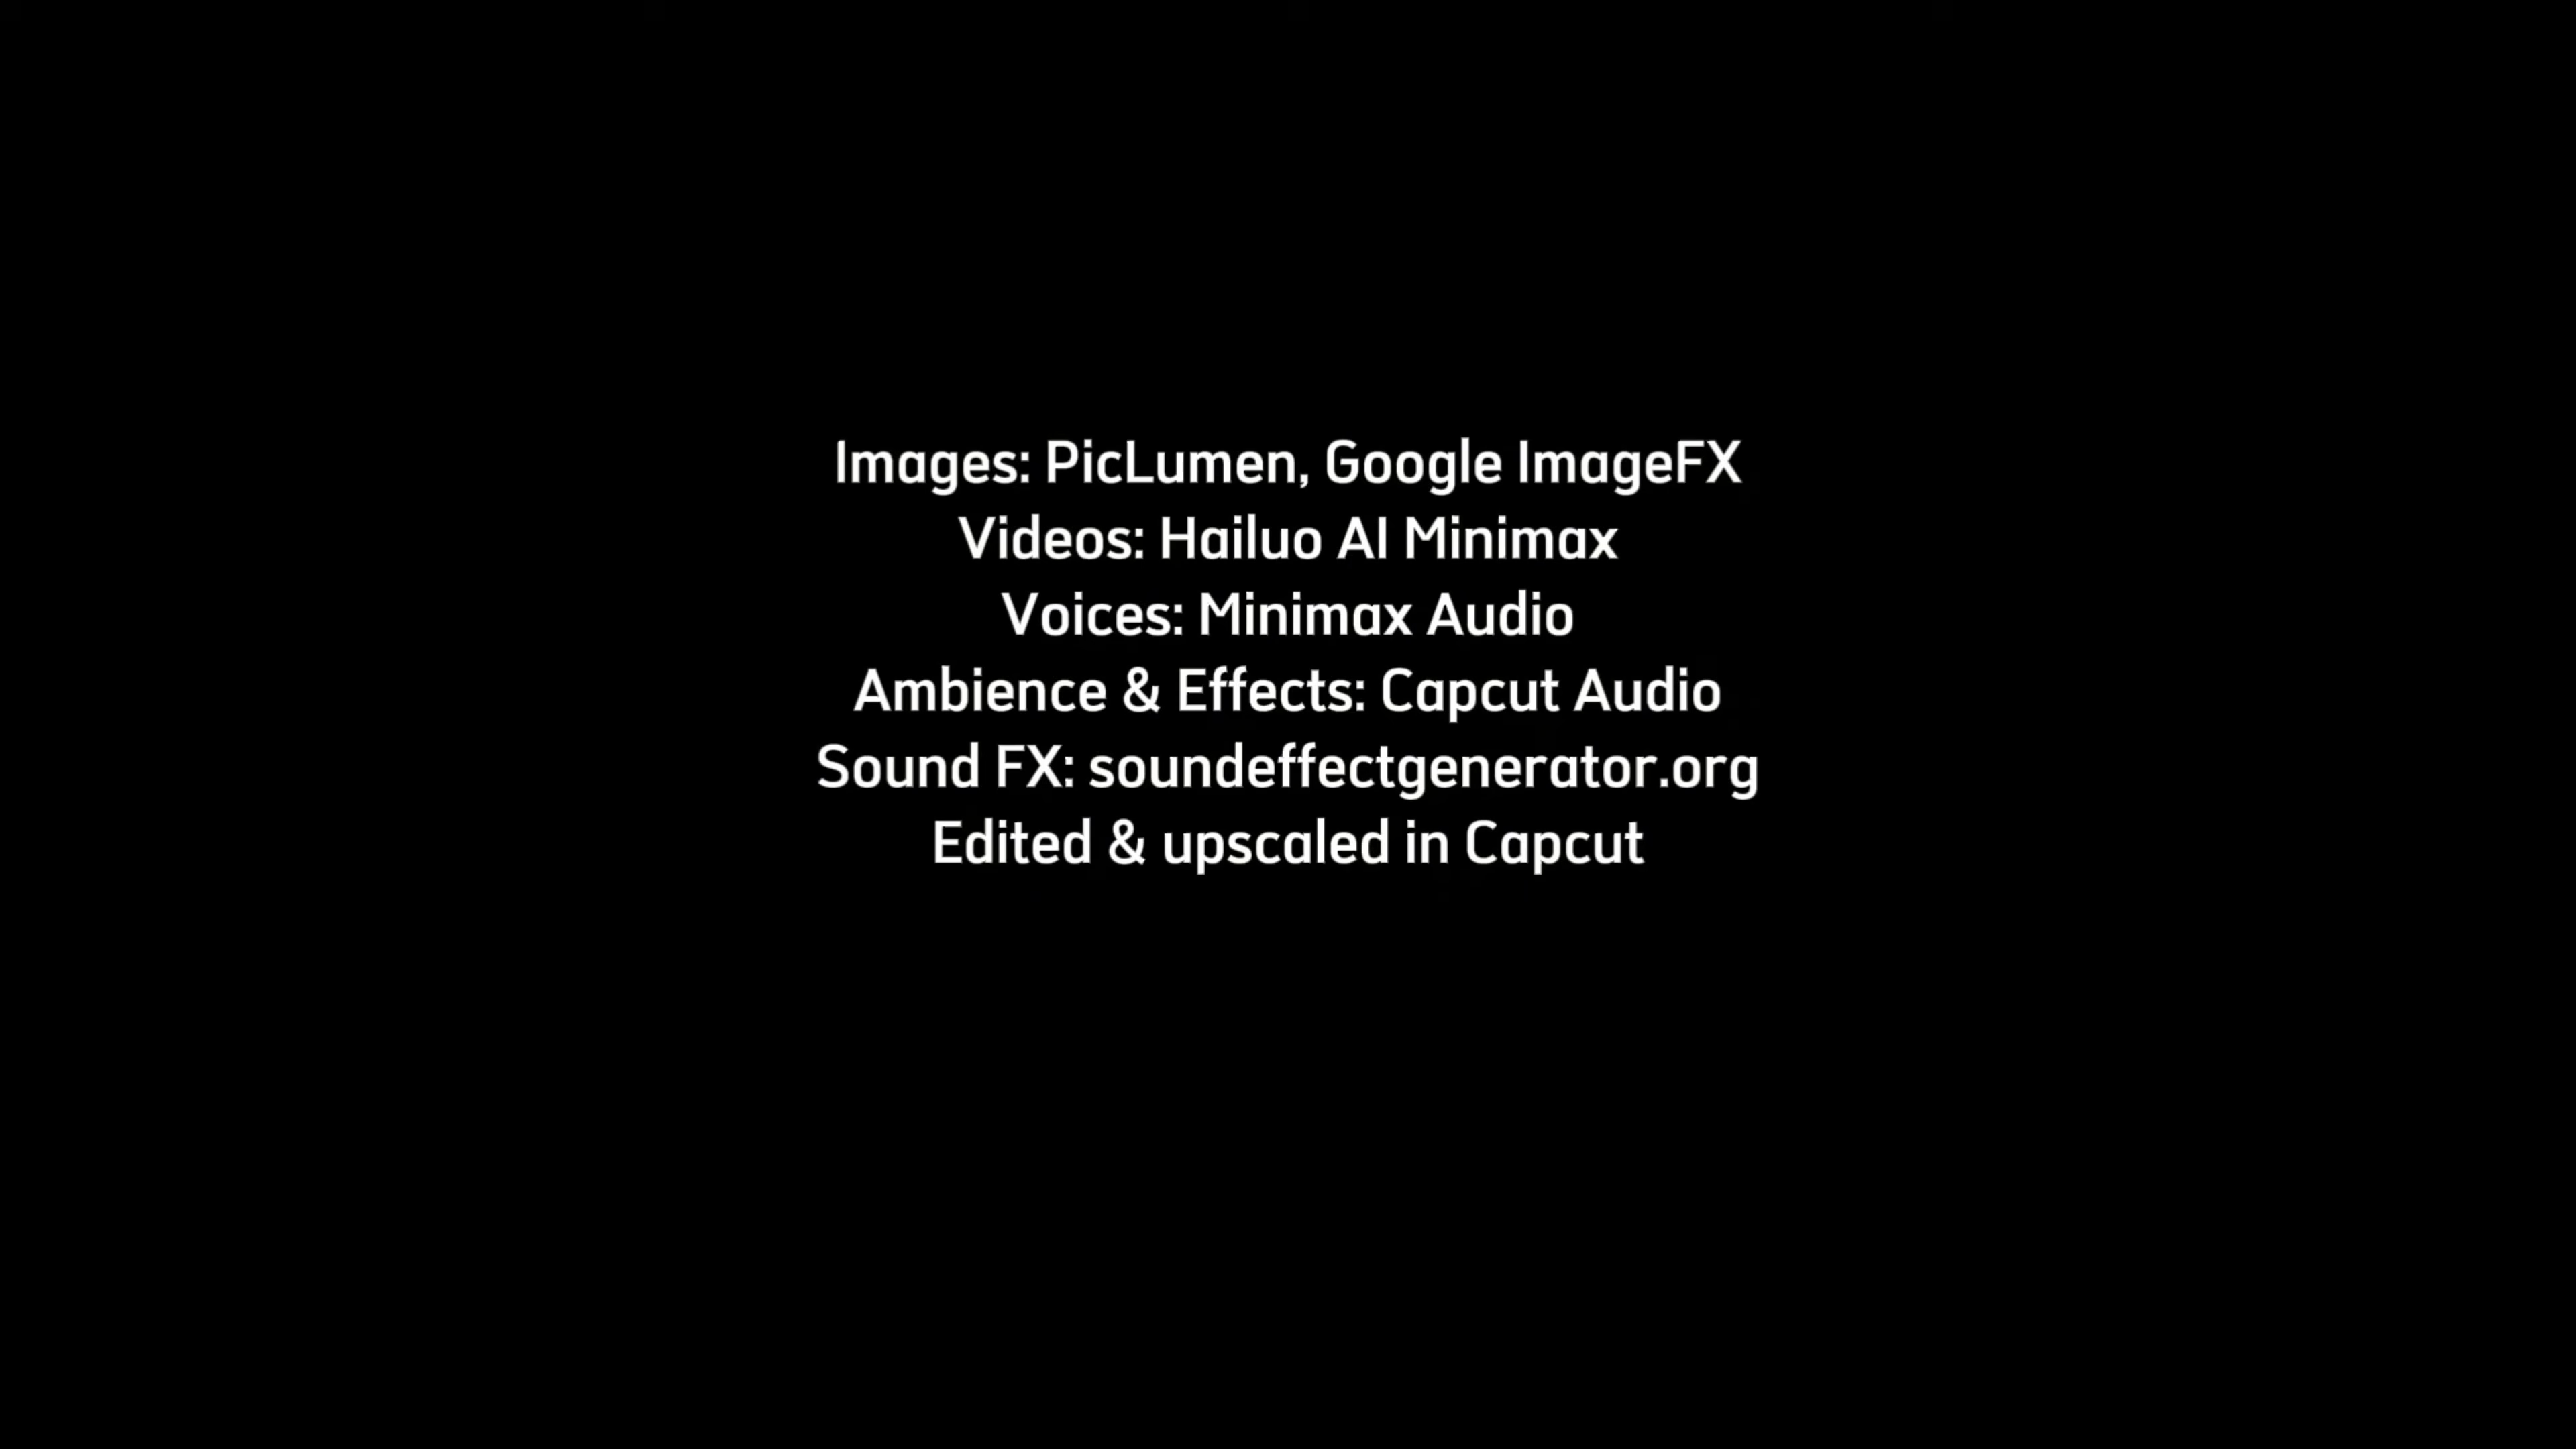 Images: PicLumen, Google ImageFX
Videos: Hailuo AI Minimax
Voices: Minimax Audio
Ambience & Effects: Capcut Audio
Sound FX: soundeffectgenerator.org
Edited & upscaled in Capcut